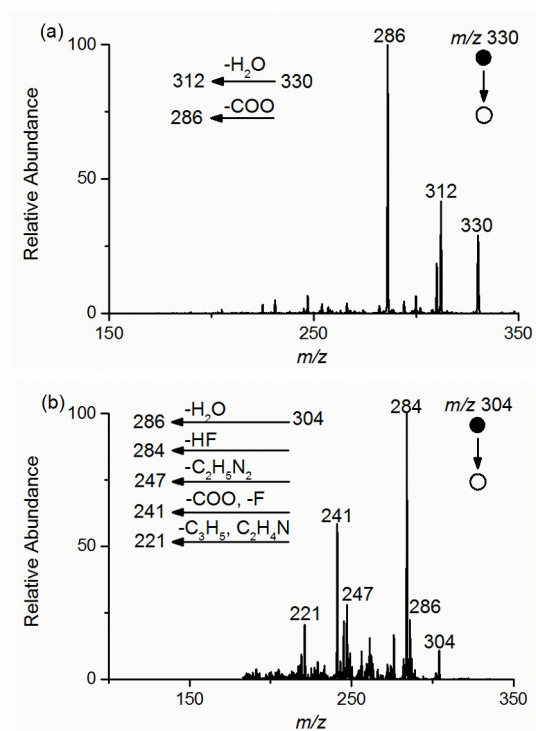 (a)
100
50
0
Relative Abundance
286
m/z 330
-H₂O
312 330
-COO
286
312
330
150 250 350
m/z
(b)
100
50
0
Relative Abundance
284
m/z 304
-H₂O
286 304
-HF
284
-C₂H₅N₂
247
-COO, -F
241
-C₃H₅, C₂H₄N
221
241
247
221
286
304
150 250 350
m/z